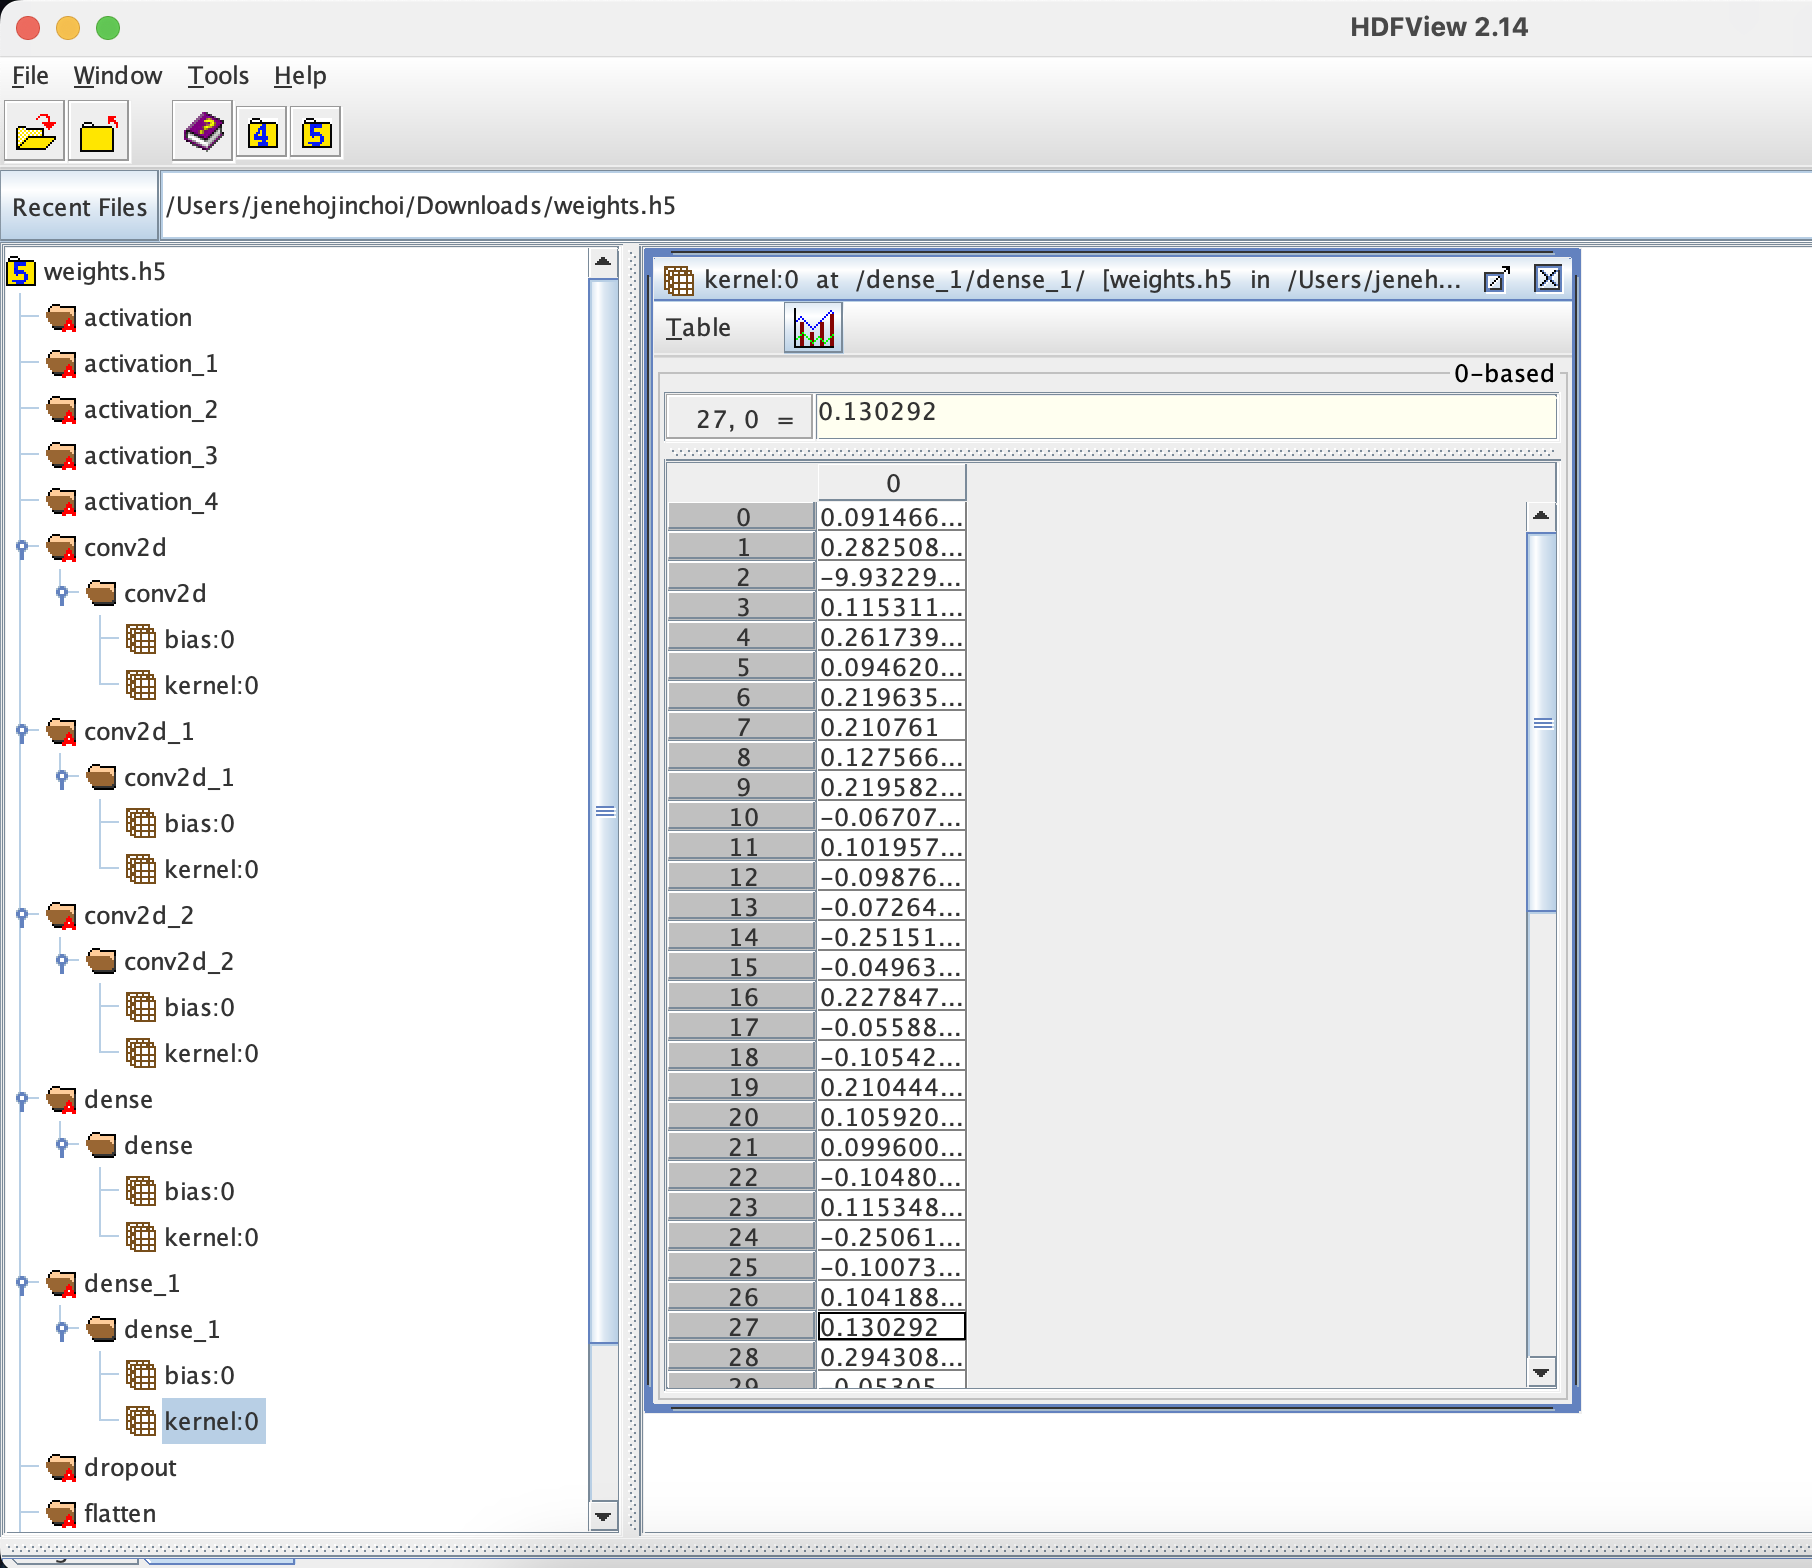 HDFView 2.14
File Window Tools Help
4 5
Recent Files /Users/jenehojinchoi/Downloads/weights.h5
5 weights.h5
activation
activation_1
activation_2
activation_3
activation_4
conv2d
conv2d
bias:0
kernel:0
conv2d_1
conv2d_1
bias:0
kernel:0
conv2d_2
conv2d_2
bias:0
kernel:0
dense
dense
bias:0
kernel:0
dense_1
dense_1
bias:0
kernel:0
dropout
flatten
kernel:0 at /dense_1/dense_1/ [weights.h5 in /Users/jeneh...
Table
0-based
27, 0 = 0.130292
0
0 0.091466...
1 0.282508...
2 -9.93229...
3 0.115311...
4 0.261739...
5 0.094620...
6 0.219635...
7 0.210761
8 0.127566...
9 0.219582...
10 -0.06707...
11 0.101957...
12 -0.09876...
13 -0.07264...
14 -0.25151...
15 -0.04963...
16 0.227847...
17 -0.05588...
18 -0.10542...
19 0.210444...
20 0.105920...
21 0.099600...
22 -0.10480...
23 0.115348...
24 -0.25061...
25 -0.10073...
26 0.104188...
27 0.130292
28 0.294308...
29 -0.05305...